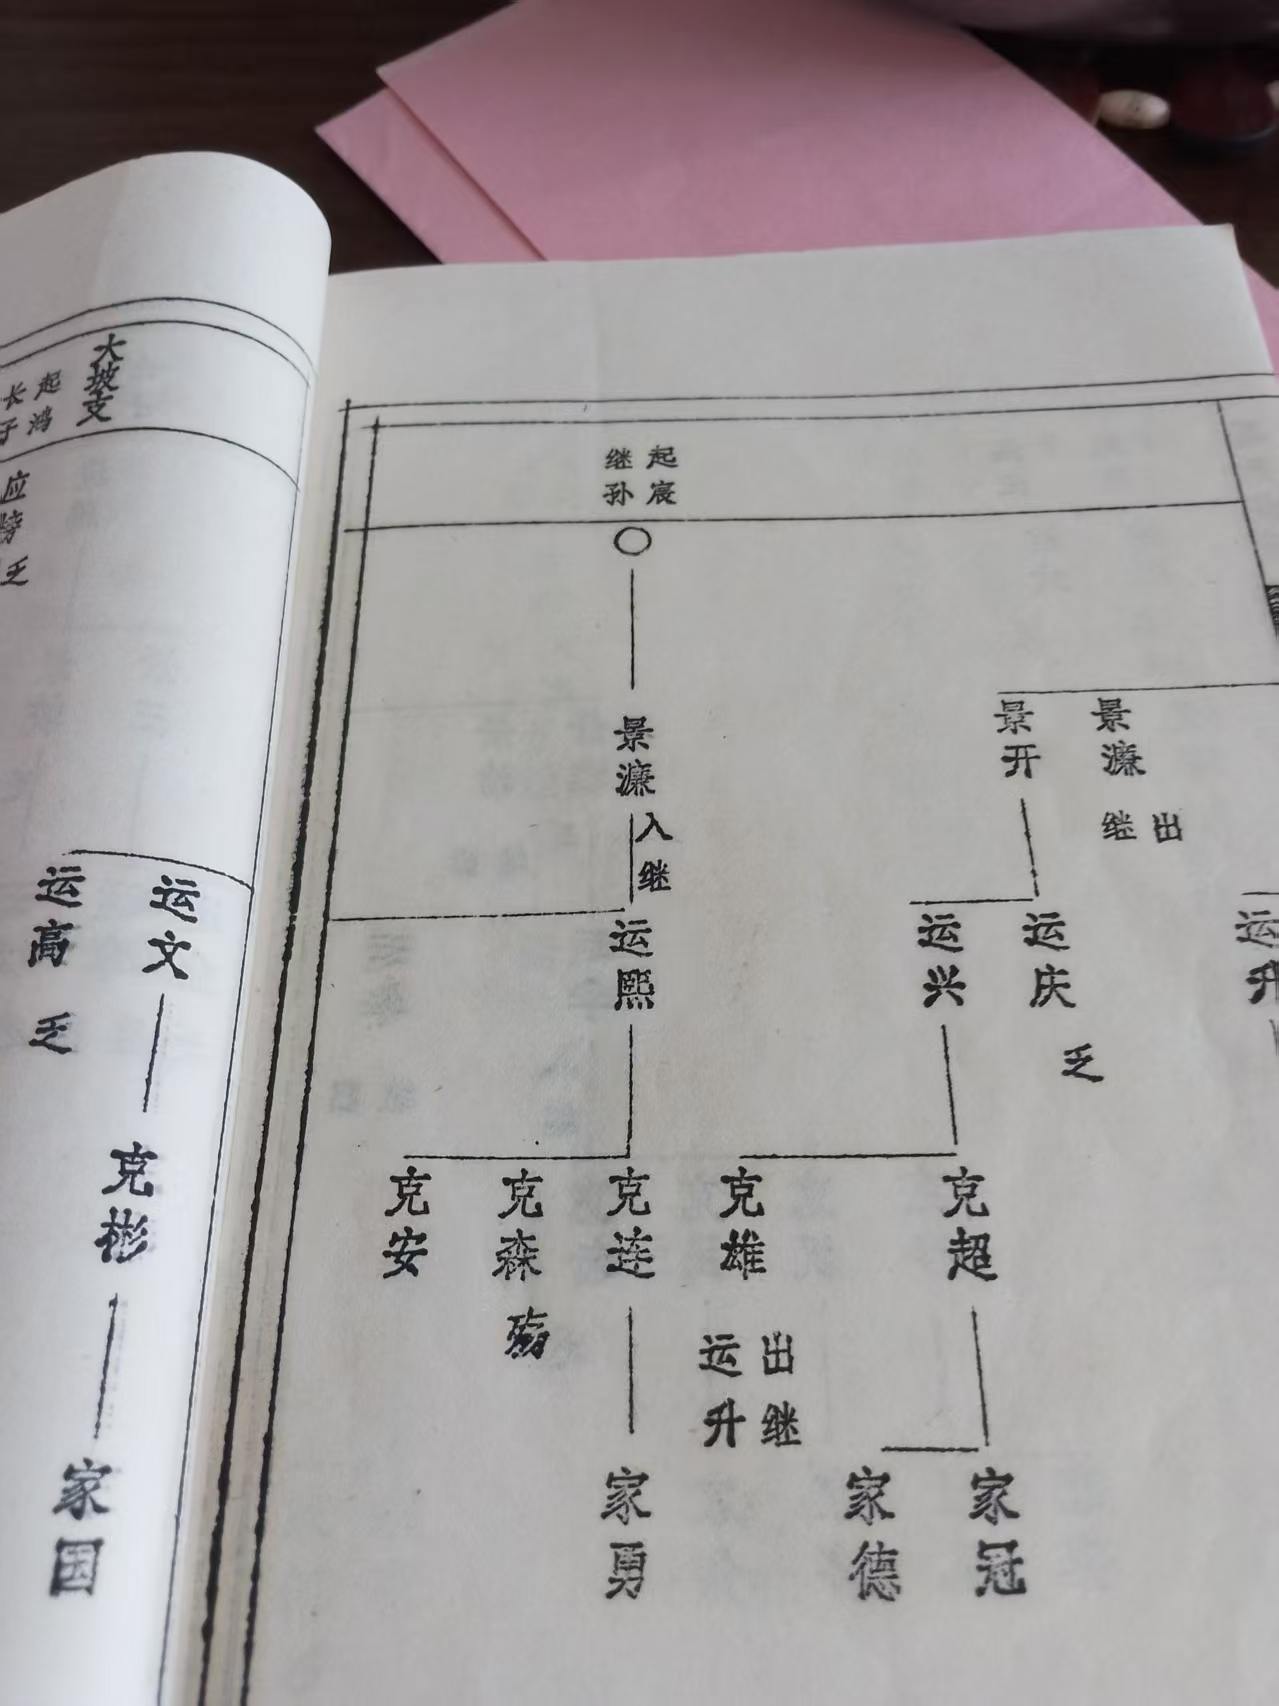 起宸
继孙
景濂
入继
景濂
出继
景开
运升
运庆
乏
运兴
运熙
克超
克雄
出继
运升
克连
克森
殇
克安
家冠
家德
家勇
大坡支
起鸿
长子
乏
运文
运高
乏
克彬
家国